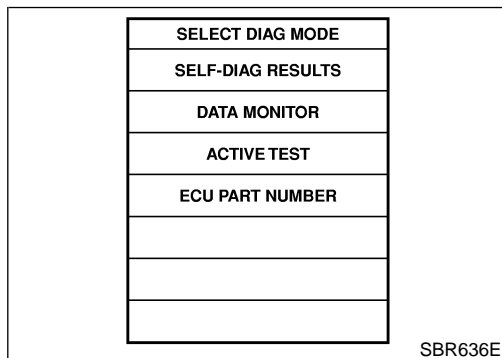 SELECT DIAG MODE
SELF-DIAG RESULTS
DATA MONITOR
ACTIVE TEST
ECU PART NUMBER
SBR636E